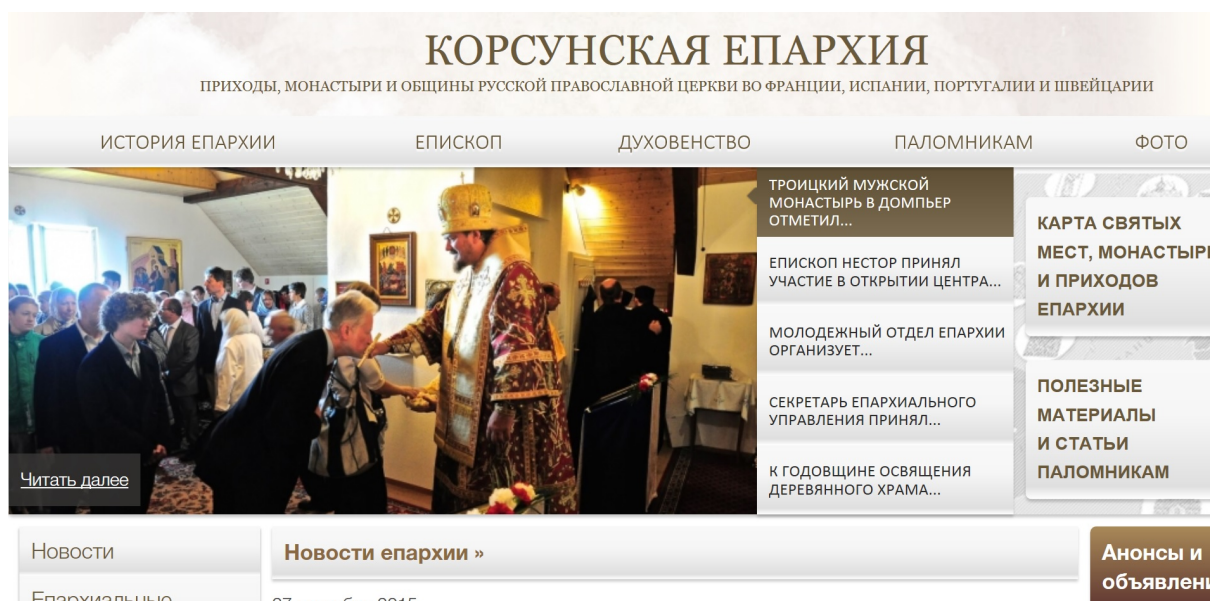 КОРСУНСКАЯ ЕПАРХИЯ
ПРИХОДЫ, МОНАСТЫРИ И ОБЩИНЫ РУССКОЙ ПРАВОСЛАВНОЙ ЦЕРКВИ ВО ФРАНЦИИ, ИСПАНИИ, ПОРТУГАЛИИ И ШВЕЙЦАРИИ
ИСТОРИЯ ЕПАРХИИ ЕПИСКОП ДУХОВЕНСТВО ПАЛОМНИКАМ ФОТО
Читать далее
ТРОИЦКИЙ МУЖСКОЙ
МОНАСТЫРЬ В ДОМПЬЕР
ОТМЕТИЛ...
ЕПИСКОП НЕСТОР ПРИНЯЛ
УЧАСТИЕ В ОТКРЫТИИ ЦЕНТРА...
МОЛОДЕЖНЫЙ ОТДЕЛ ЕПАРХИИ
ОРГАНИЗУЕТ...
СЕКРЕТАРЬ ЕПАРХИАЛЬНОГО
УПРАВЛЕНИЯ ПРИНЯЛ...
К ГОДОВЩИНЕ ОСВЯЩЕНИЯ
ДЕРЕВЯННОГО ХРАМА...
КАРТА СВЯТЫХ
МЕСТ, МОНАСТЫРЕ
И ПРИХОДОВ
ЕПАРХИИ
ПОЛЕЗНЫЕ
МАТЕРИАЛЫ
И СТАТЬИ
ПАЛОМНИКАМ
Новости
Епархиальные
Новости епархии »
2015
Анонсы и
объявлени